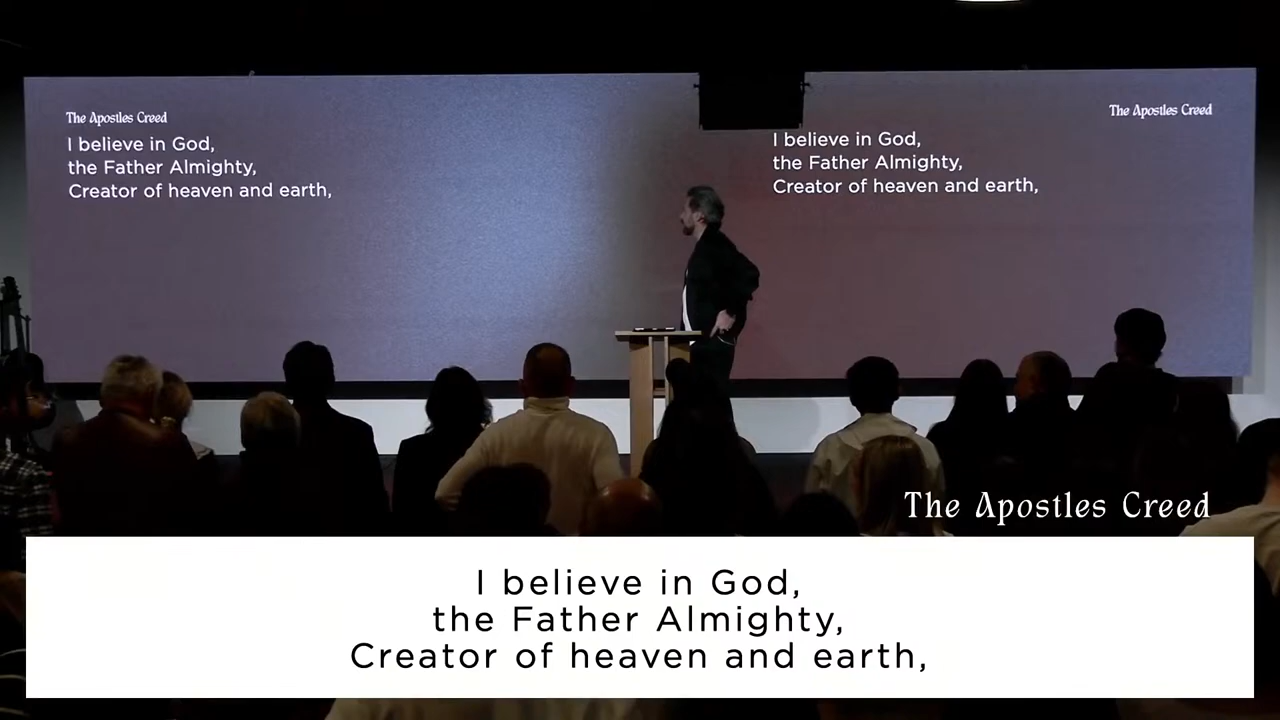 The Apostles Creed
I believe in God,
the Father Almighty,
Creator of heaven and earth,
The Apostles Creed
I believe in God,
the Father Almighty,
Creator of heaven and earth,
The Apostles Creed
I believe in God,
the Father Almighty,
Creator of heaven and earth,